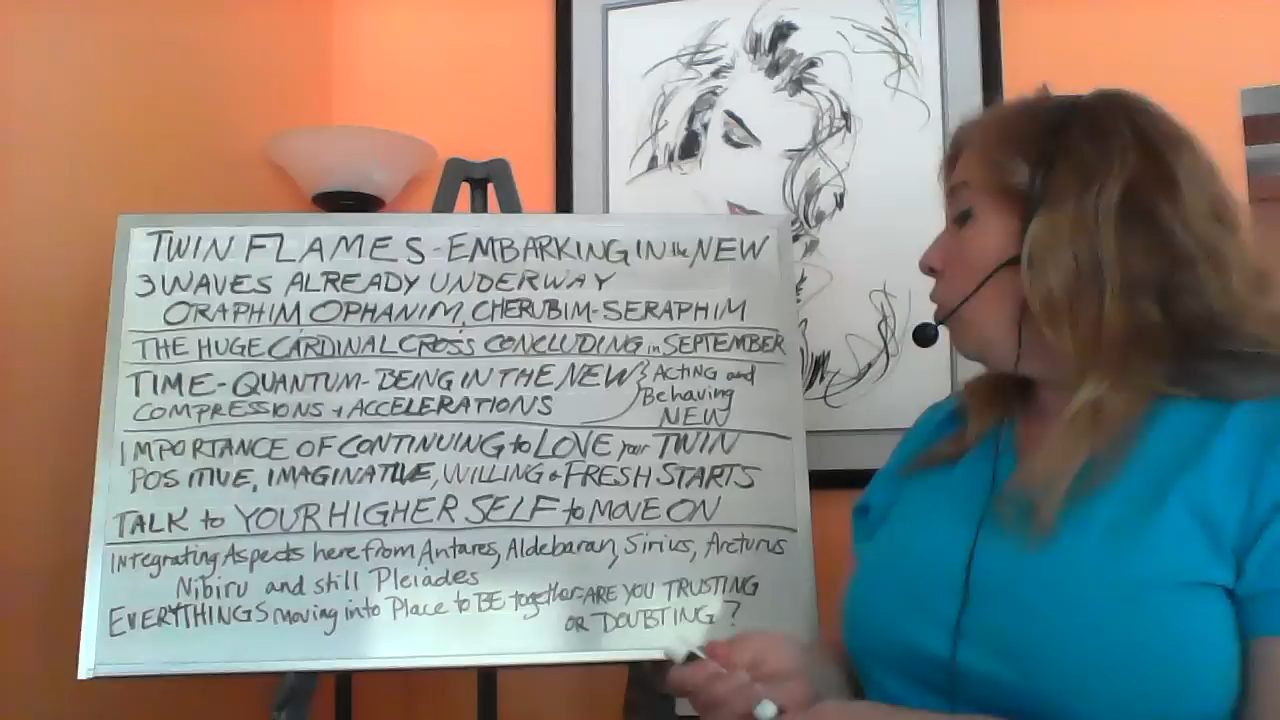 TWIN FLAMES - EMBARKING IN the NEW
3 WAVES ALREADY UNDERWAY
ORAPHIM OPHANIM, CHERUBIM-SERAPHIM
THE HUGE CARDINAL CROSS CONCLUDING in SEPTEMBER
TIME-QUANTUM-BEING IN THE NEW } ACTING and
COMPRESSIONS + ACCELERATIONS Behaving
NEW
IMPORTANCE OF CONTINUING to LOVE your TWIN
POSITIVE, IMAGINATIVE, WILLING & FRESH STARTS
TALK to YOUR HIGHER SELF to MOVE ON
Integrating Aspects here from Antares, Aldebaran, Sirius, Arcturus
Nibiru and still Pleiades
EVERYTHINGS moving into Place to BE together - ARE YOU TRUSTING
OR DOUBTING?